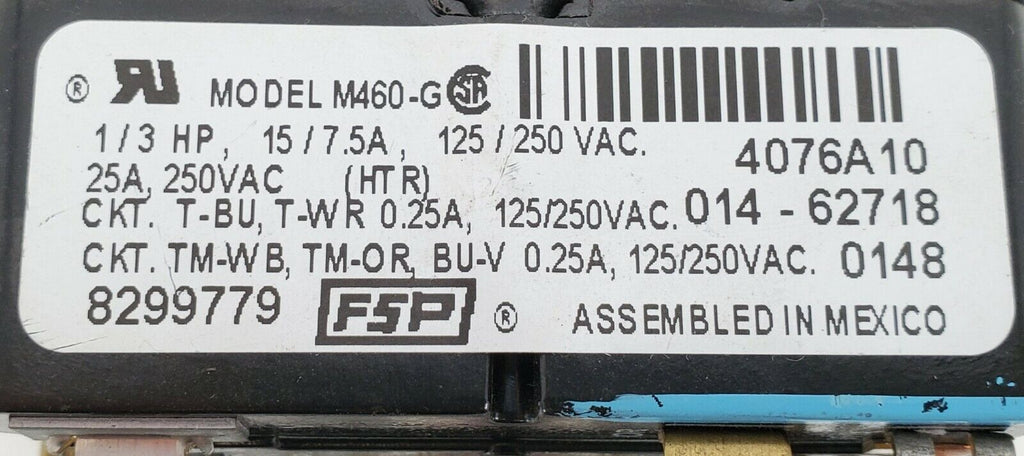 ® RU MODEL M460-G SA
1/3 HP, 15/7.5A, 125/250 VAC.
4076A10
25A, 250VAC (HTR)
014-62718
CKT. T-BU, T-WR 0.25A, 125/250VAC.
CKT. TM-WB, TM-OR, BU-V 0.25A, 125/250VAC. 0148
8299779 FSP ® ASSEMBLED IN MEXICO